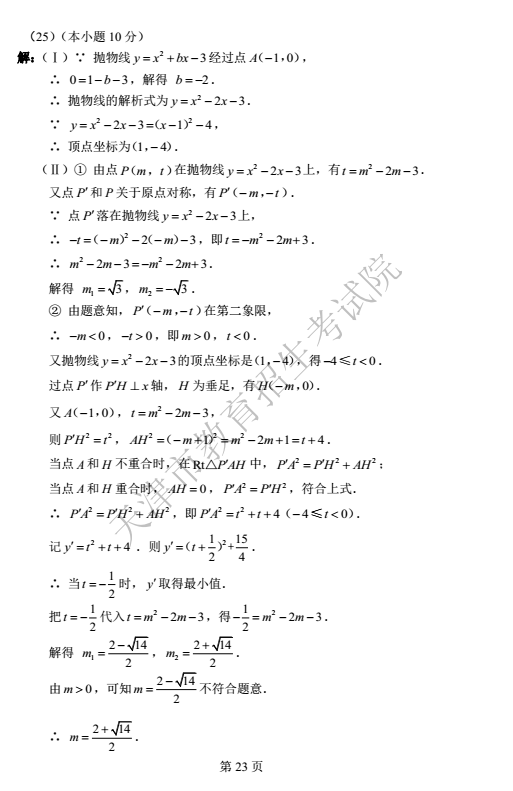 （25）（本小题 10 分）
解：（Ⅰ）∵ 抛物线 y = x² + bx − 3 经过点 A（−1，0），
∴ 0 = 1 − b − 3，解得 b = −2．
∴ 抛物线的解析式为 y = x² − 2x − 3．
∵ y = x² − 2x − 3 =（x − 1）² − 4，
∴ 顶点坐标为（1，− 4）．
（Ⅱ）① 由点 P（m，t）在抛物线 y = x² − 2x − 3 上，有 t = m² − 2m − 3．
又点 P′ 和 P 关于原点对称，有 P′（− m，− t）．
∵ 点 P′ 落在抛物线 y = x² − 2x − 3 上，
∴ −t =（− m）² − 2（− m）− 3，即 t = −m² − 2m + 3．
∴ m² − 2m − 3 = −m² − 2m + 3．
解得 m₁ = √3，m₂ = −√3．
② 由题意知，P′（− m，− t）在第二象限，
∴ −m < 0，−t > 0，即 m > 0，t < 0．
又抛物线 y = x² − 2x − 3 的顶点坐标是（1，− 4），得 −4 ≤ t < 0．
过点 P′ 作 P′H ⊥ x 轴，H 为垂足，有 H（− m，0）．
又 A（−1，0），t = m² − 2m − 3，
则 P′H² = t²，AH² =（− m + 1）² = m² − 2m + 1 = t + 4．
当点 A 和 H 不重合时，在 Rt△P′AH 中，P′A² = P′H² + AH²；
当点 A 和 H 重合时，AH = 0，P′A² = P′H²，符合上式．
∴ P′A² = P′H² + AH²，即 P′A² = t² + t + 4（− 4 ≤ t < 0）．
记 y′ = t² + t + 4．则 y′ =（t + 1/2）² + 15/4．
∴ 当 t = −1/2 时，y′ 取得最小值．
把 t = −1/2 代入 t = m² − 2m − 3，得 −1/2 = m² − 2m − 3．
解得 m₁ = (2 − √14)/2，m₂ = (2 + √14)/2．
由 m > 0，可知 m = (2 − √14)/2 不符合题意．
∴ m = (2 + √14)/2．
第 23 页
天津市教育招生考试院